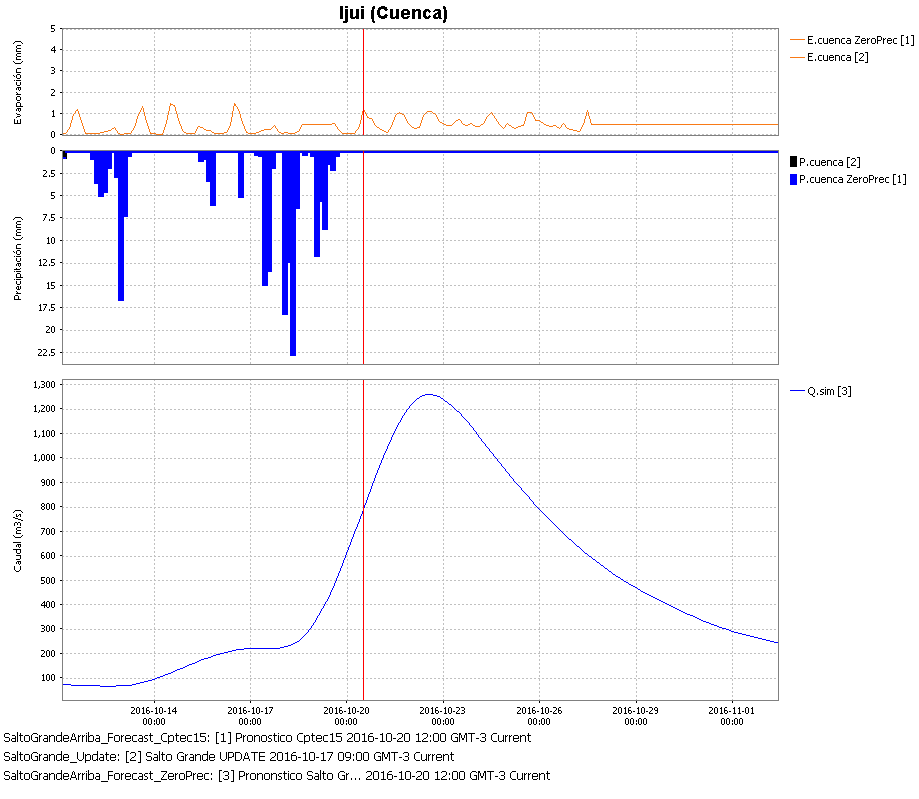 Ijui (Cuenca)
Evaporación (mm)
5
4
3
2
1
0
E.cuenca ZeroPrec [1]
E.cuenca [2]
Precipitación (mm)
0
2.5
5
7.5
10
12.5
15
17.5
20
22.5
P.cuenca [2]
P.cuenca ZeroPrec [1]
Caudal (m3/s)
1,300
1,200
1,100
1,000
900
800
700
600
500
400
300
200
100
Q.sim [3]
2016-10-14 2016-10-17 2016-10-20 2016-10-23 2016-10-26 2016-10-29 2016-11-01
00:00 00:00 00:00 00:00 00:00 00:00 00:00
SaltoGrandeArriba_Forecast_Cptec15: [1] Pronostico Cptec15 2016-10-20 12:00 GMT-3 Current
SaltoGrande_Update: [2] Salto Grande UPDATE 2016-10-17 09:00 GMT-3 Current
SaltoGrandeArriba_Forecast_ZeroPrec: [3] Prononstico Salto Gr... 2016-10-20 12:00 GMT-3 Current